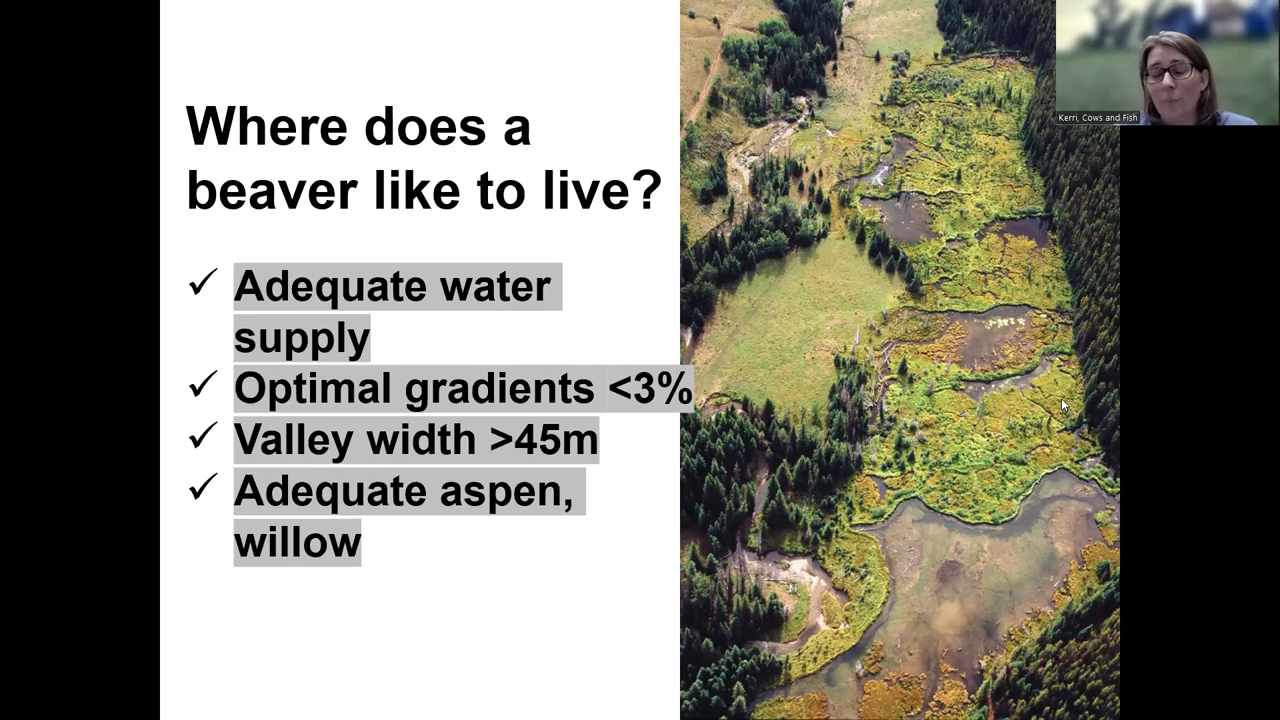 Where does a
beaver like to live?
✓ Adequate water
supply
✓ Optimal gradients <3%
✓ Valley width >45m
✓ Adequate aspen,
willow
Kerri, Cows and Fish